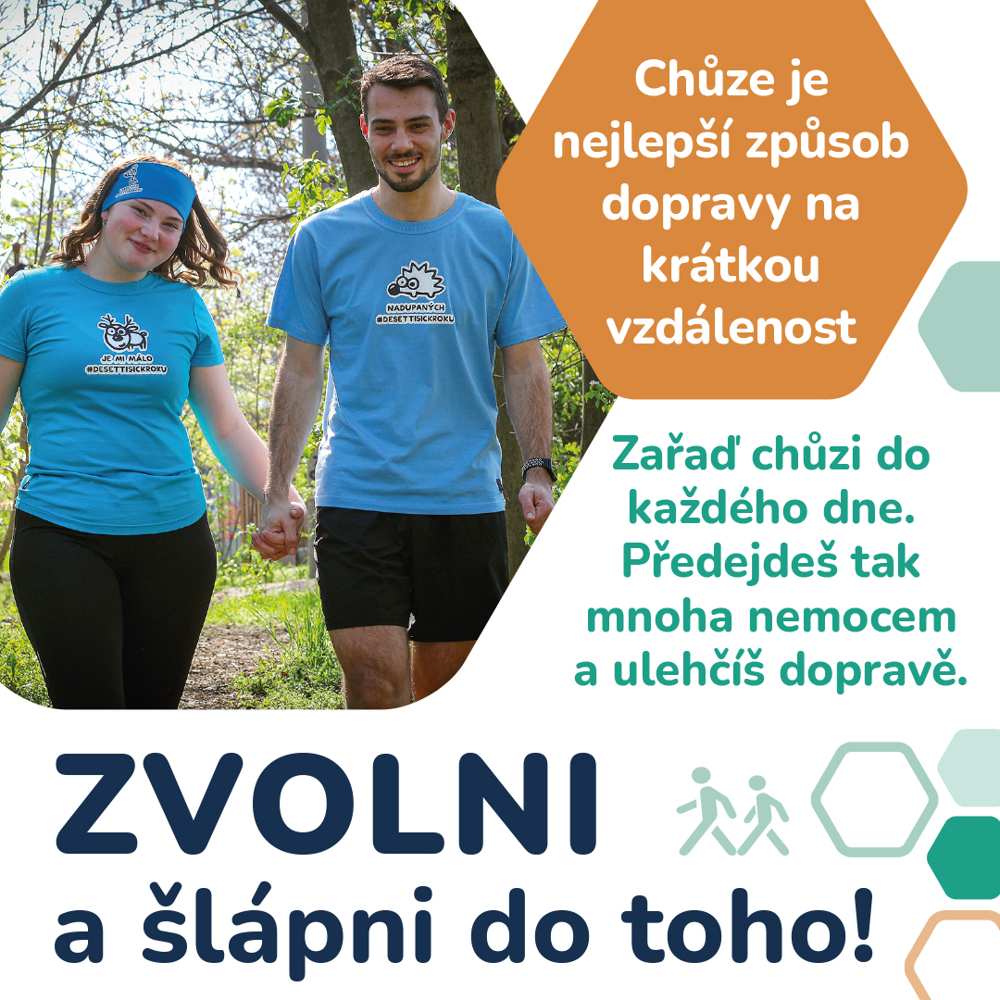 Chůze je
nejlepší způsob
dopravy na
krátkou
vzdálenost
JE MI MÁLO
#DESETTISICKROKU
NADUPANÝCH
#DESETTISICKROKU
Zařaď chůzi do
každého dne.
Předejdeš tak
mnoha nemocem
a ulehčíš dopravě.
ZVOLNI
a šlápni do toho!